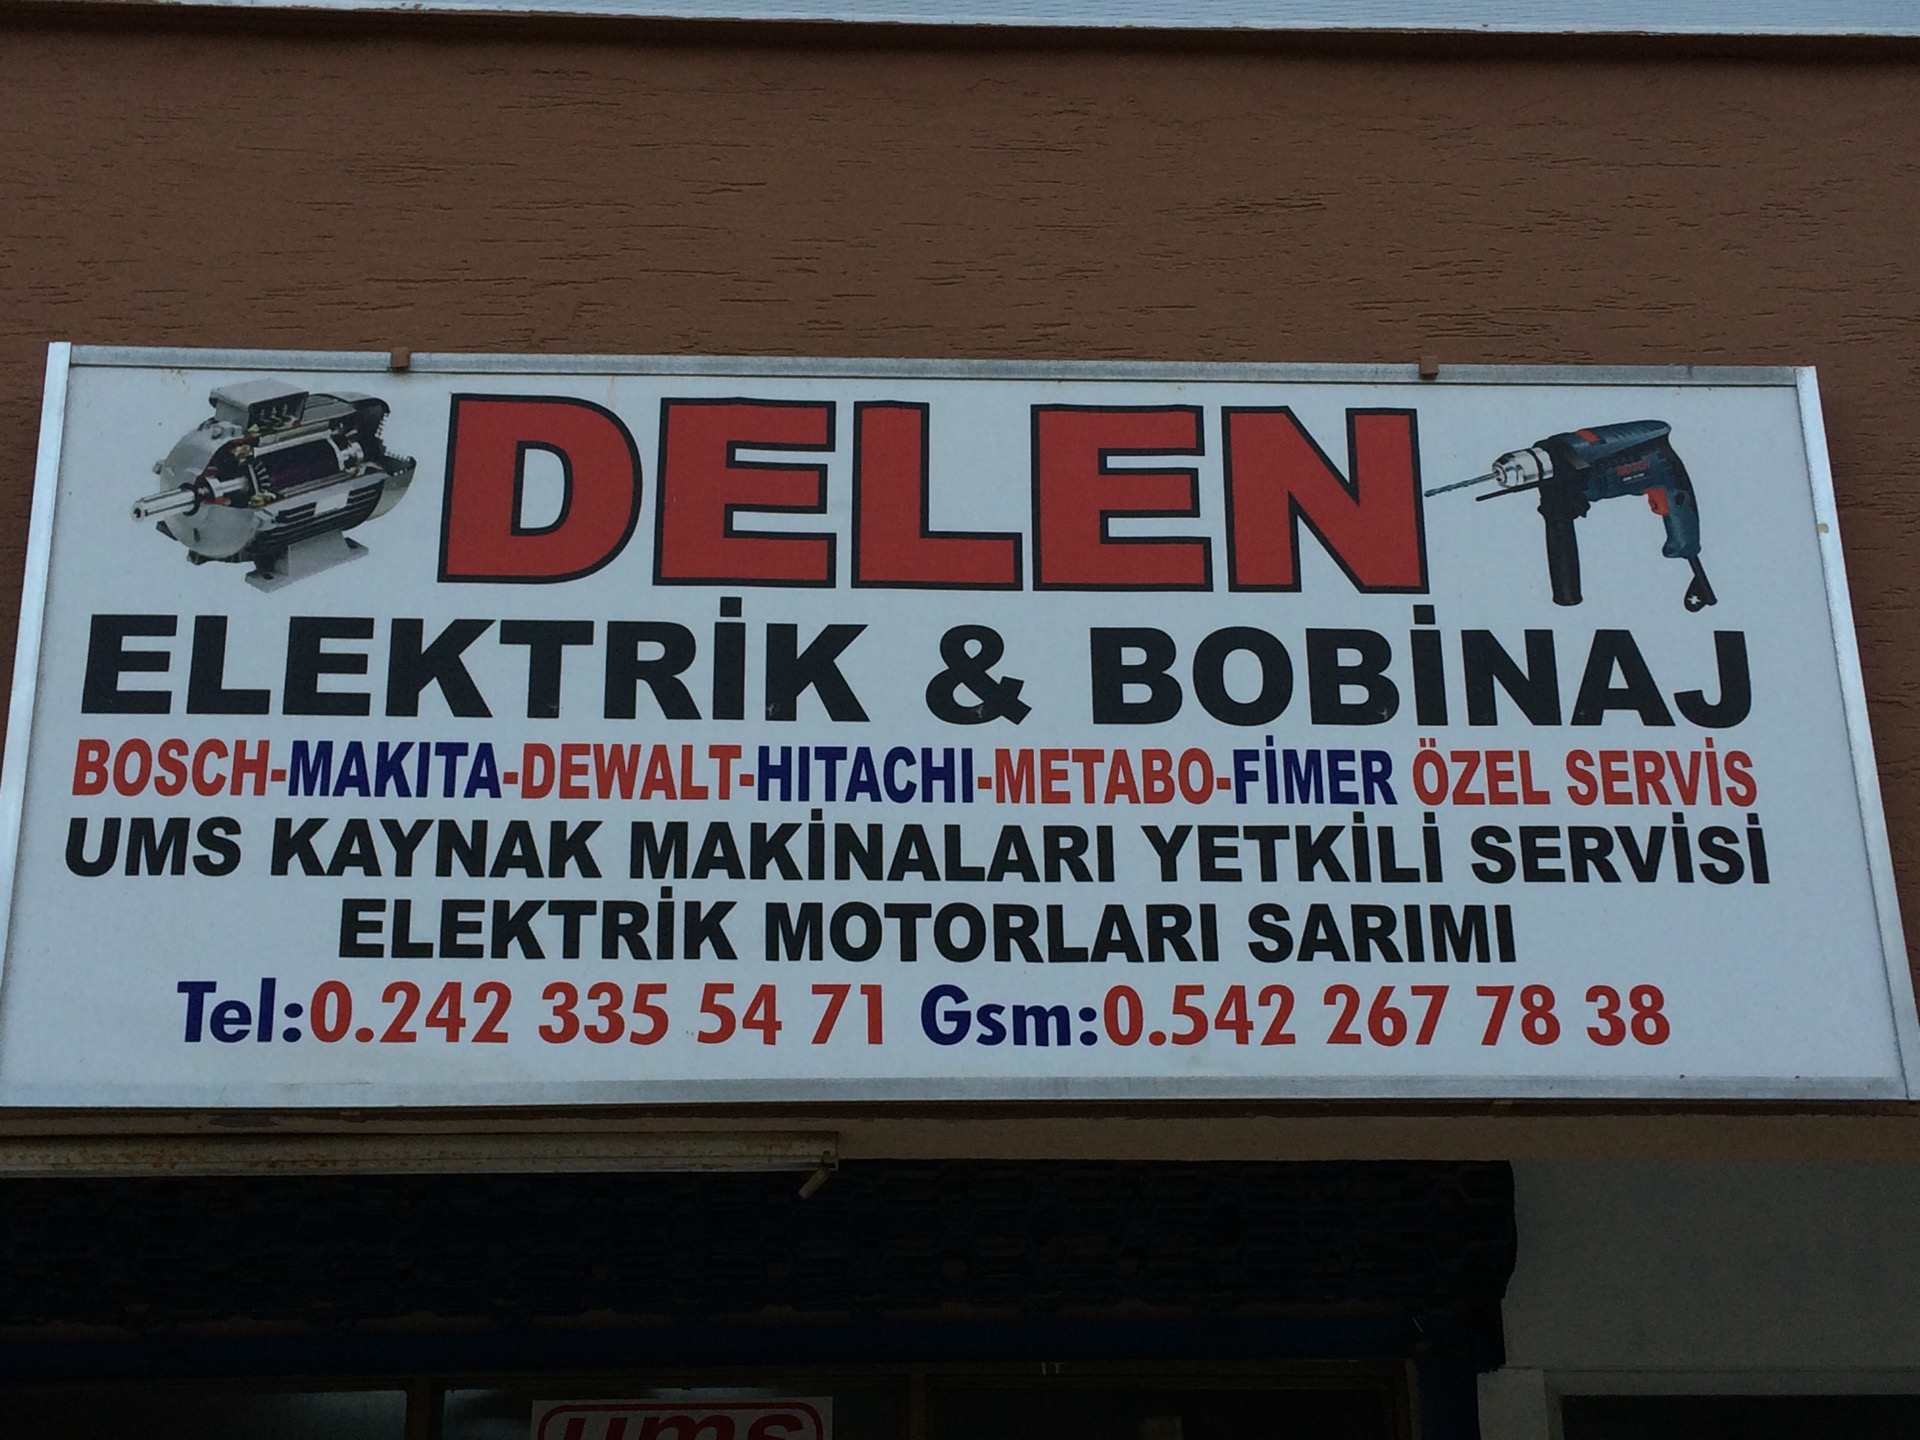 DELEN
ELEKTRİK & BOBİNAJ
BOSCH-MAKITA-DEWALT-HITACHI-METABO-FİMER ÖZEL SERVİS
UMS KAYNAK MAKİNALARI YETKİLİ SERVİSİ
ELEKTRİK MOTORLARI SARIMI
Tel:0.242 335 54 71 Gsm:0.542 267 78 38
ums